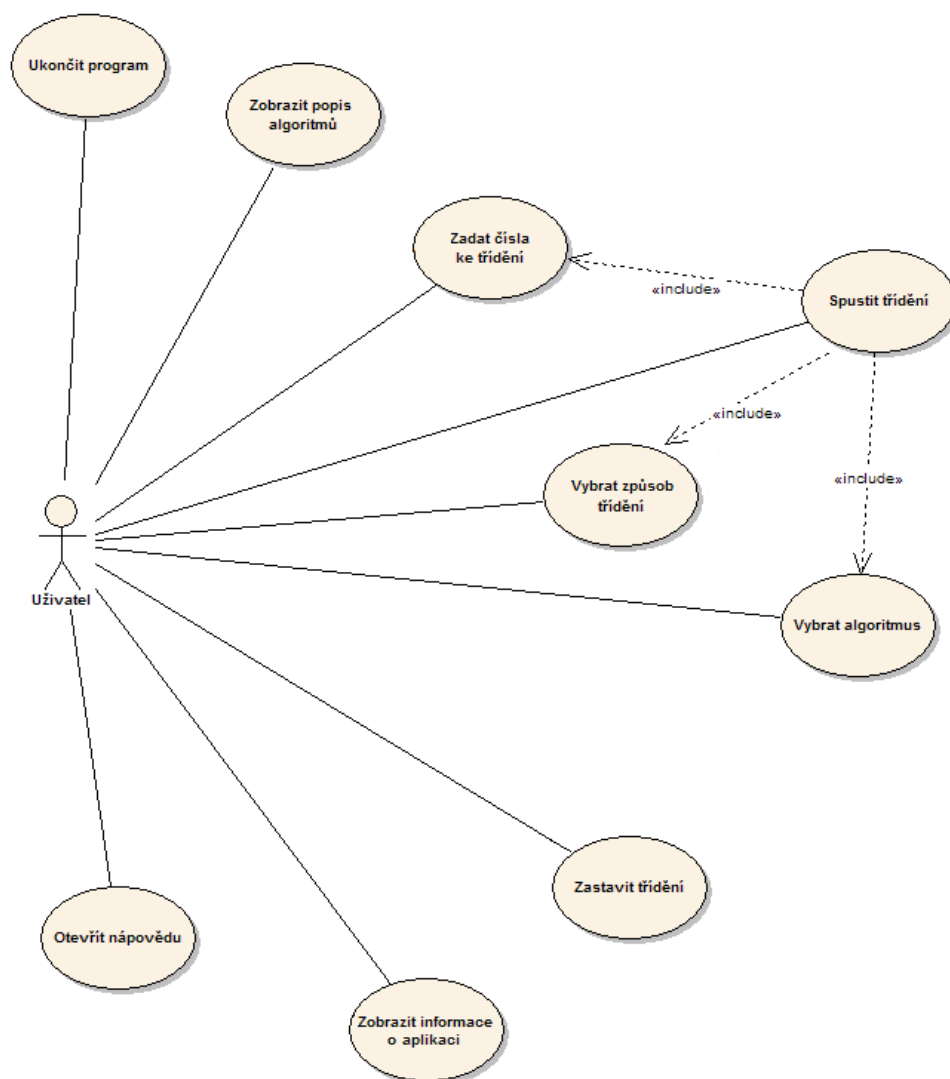 Ukončit program
Zobrazit popis
algoritmů
Zadat čísla
ke třídění
«include»
Spustit třídění
«include»
Vybrat způsob
třídění
«include»
Uživatel
Vybrat algoritmus
Zastavit třídění
Otevřít nápovědu
Zobrazit informace
o aplikaci